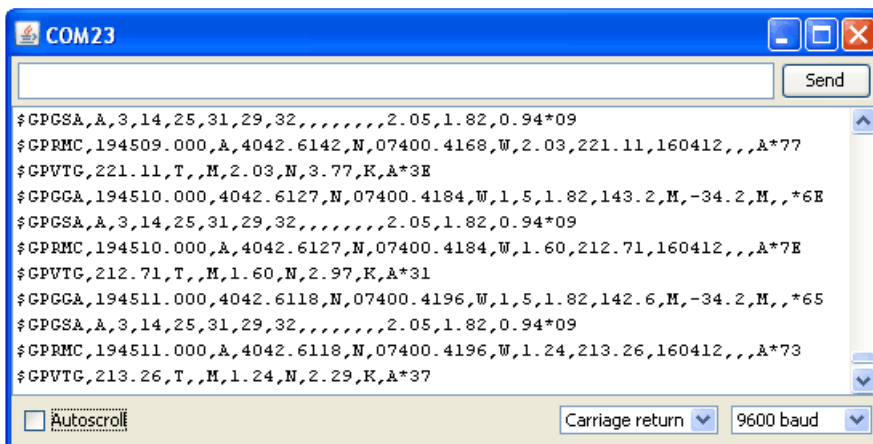 COM23
Send
$GPGSA,A,3,14,25,31,29,32,,,,,,,,2.05,1.82,0.94*09
$GPRMC,194509.000,A,4042.6142,N,07400.4168,W,2.03,221.11,160412,,,A*77
$GPVTG,221.11,T,,M,2.03,N,3.77,K,A*3E
$GPGGA,194510.000,4042.6127,N,07400.4184,W,1,5,1.82,143.2,M,-34.2,M,,*6E
$GPGSA,A,3,14,25,31,29,32,,,,,,,,2.05,1.82,0.94*09
$GPRMC,194510.000,A,4042.6127,N,07400.4184,W,1.60,212.71,160412,,,A*7E
$GPVTG,212.71,T,,M,1.60,N,2.97,K,A*31
$GPGGA,194511.000,4042.6118,N,07400.4196,W,1,5,1.82,142.6,M,-34.2,M,,*65
$GPGSA,A,3,14,25,31,29,32,,,,,,,,2.05,1.82,0.94*09
$GPRMC,194511.000,A,4042.6118,N,07400.4196,W,1.24,213.26,160412,,,A*73
$GPVTG,213.26,T,,M,1.24,N,2.29,K,A*37
Autoscroll Carriage return 9600 baud